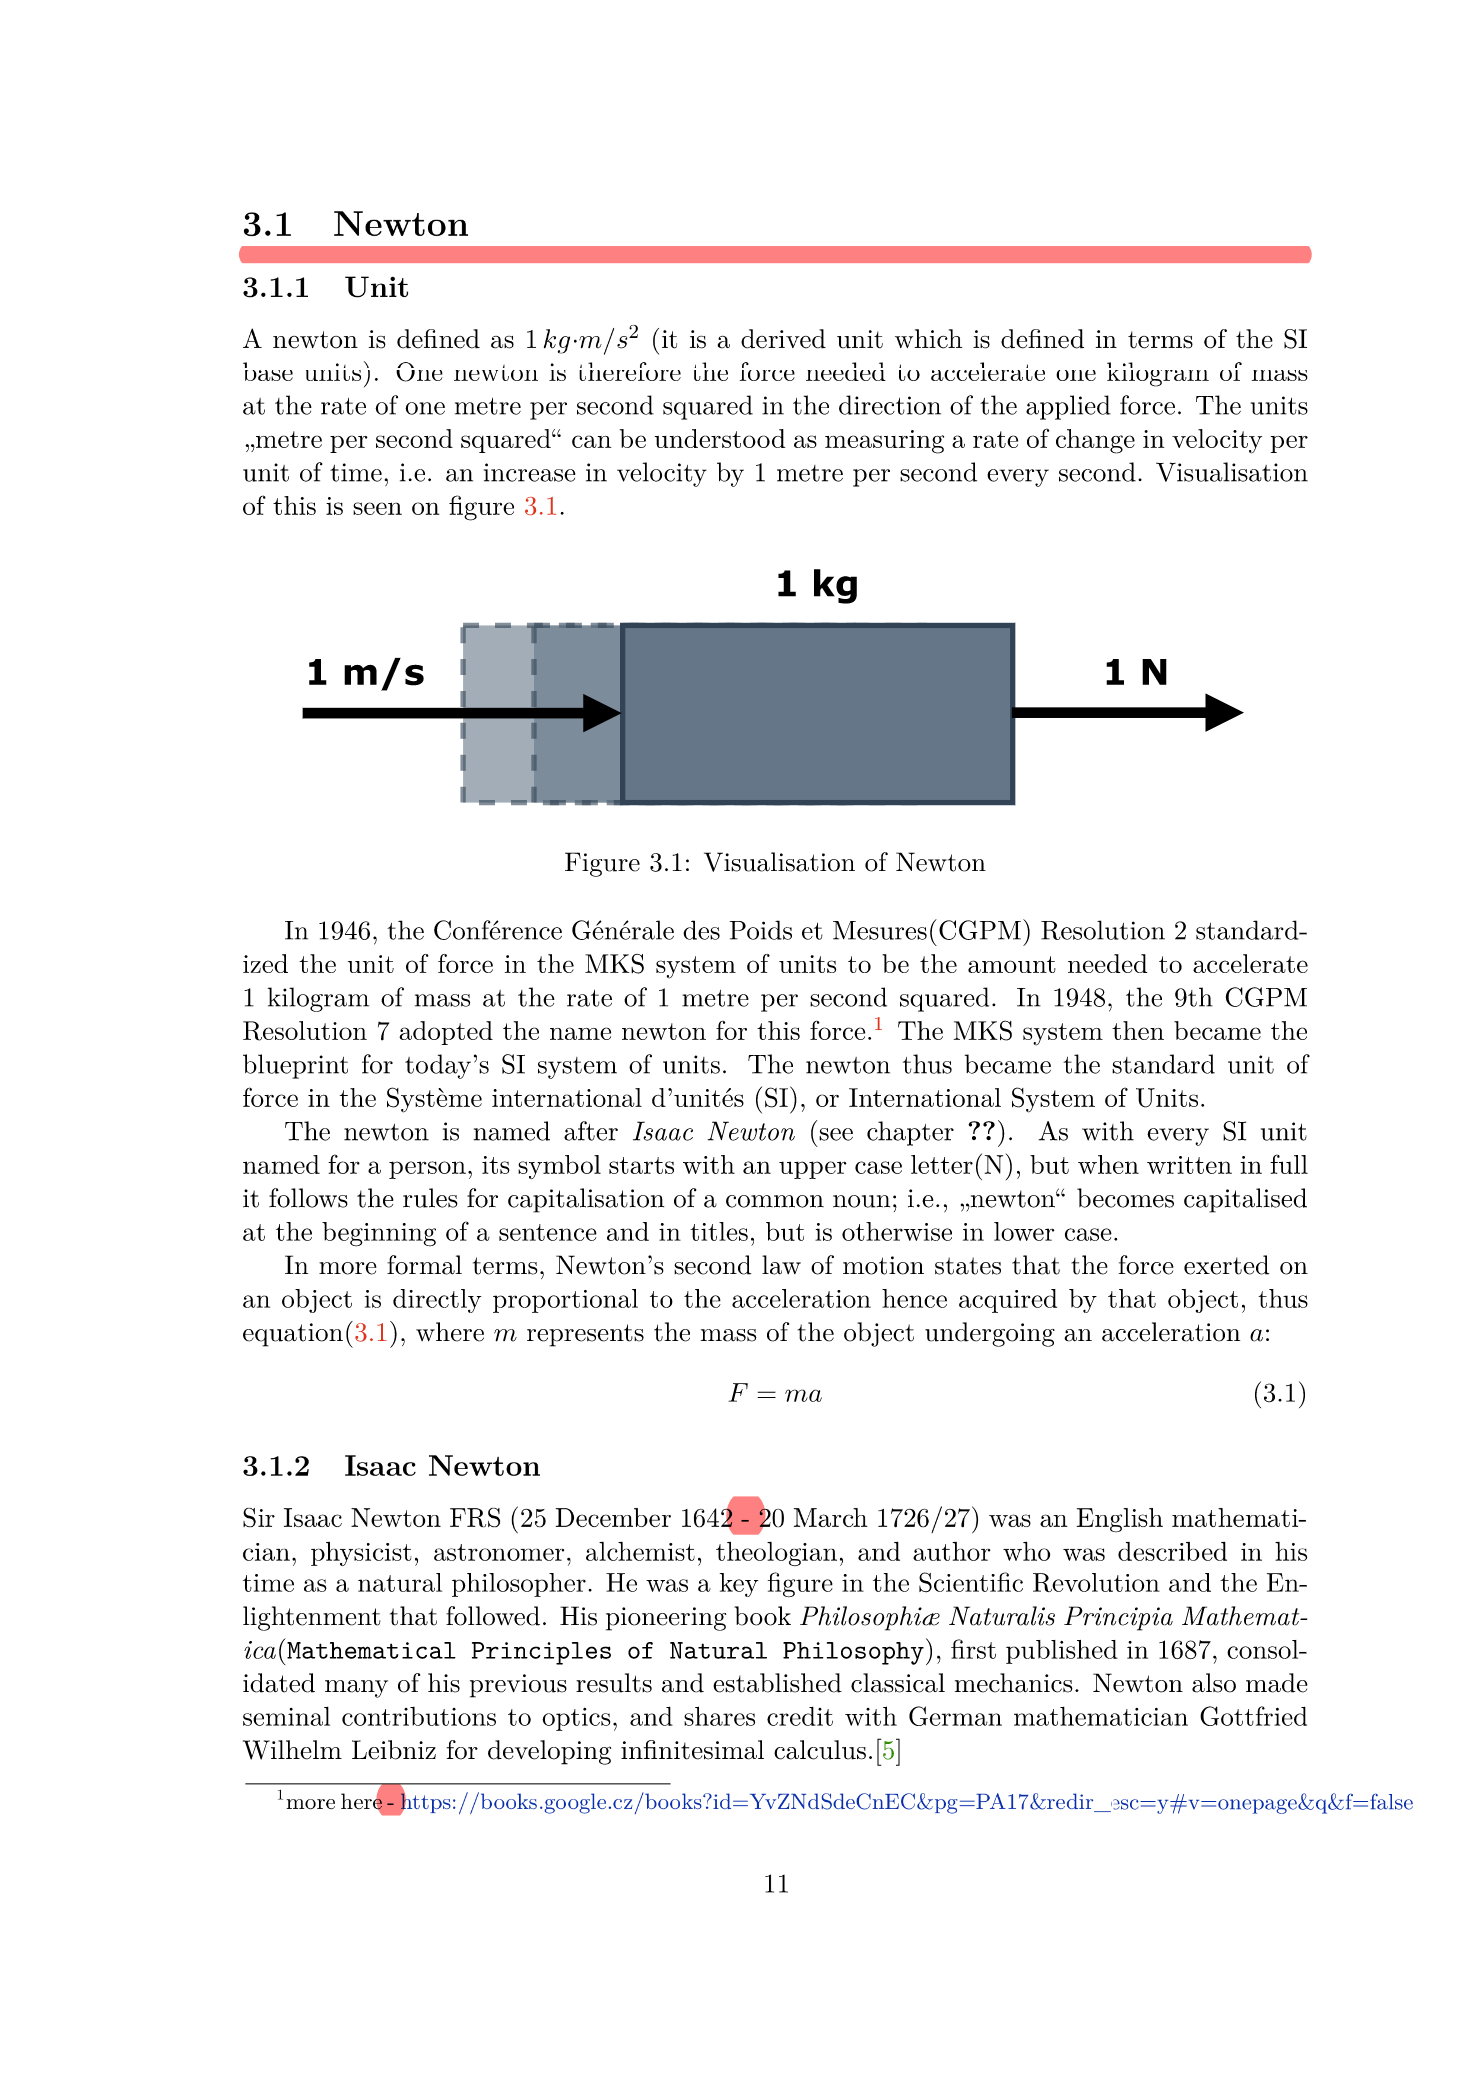 3.1 Newton
3.1.1 Unit
A newton is defined as 1 kg·m/s² (it is a derived unit which is defined in terms of the SI
base units). One newton is therefore the force needed to accelerate one kilogram of mass
at the rate of one metre per second squared in the direction of the applied force. The units
„metre per second squared“ can be understood as measuring a rate of change in velocity per
unit of time, i.e. an increase in velocity by 1 metre per second every second. Visualisation
of this is seen on figure 3.1.
1 kg
1 m/s
1 N
Figure 3.1: Visualisation of Newton
In 1946, the Conférence Générale des Poids et Mesures(CGPM) Resolution 2 standard-
ized the unit of force in the MKS system of units to be the amount needed to accelerate
1 kilogram of mass at the rate of 1 metre per second squared. In 1948, the 9th CGPM
Resolution 7 adopted the name newton for this force.¹ The MKS system then became the
blueprint for today’s SI system of units. The newton thus became the standard unit of
force in the Système international d’unités (SI), or International System of Units.
The newton is named after Isaac Newton (see chapter ??). As with every SI unit
named for a person, its symbol starts with an upper case letter(N), but when written in full
it follows the rules for capitalisation of a common noun; i.e., „newton“ becomes capitalised
at the beginning of a sentence and in titles, but is otherwise in lower case.
In more formal terms, Newton’s second law of motion states that the force exerted on
an object is directly proportional to the acceleration hence acquired by that object, thus
equation(3.1), where m represents the mass of the object undergoing an acceleration a:
F = ma (3.1)
3.1.2 Isaac Newton
Sir Isaac Newton FRS (25 December 1642 - 20 March 1726/27) was an English mathemati-
cian, physicist, astronomer, alchemist, theologian, and author who was described in his
time as a natural philosopher. He was a key figure in the Scientific Revolution and the En-
lightenment that followed. His pioneering book Philosophiæ Naturalis Principia Mathemat-
ica(Mathematical Principles of Natural Philosophy), first published in 1687, consol-
idated many of his previous results and established classical mechanics. Newton also made
seminal contributions to optics, and shares credit with German mathematician Gottfried
Wilhelm Leibniz for developing infinitesimal calculus.[5]
¹more here - https://books.google.cz/books?id=YvZNdSdeCnEC&pg=PA17&redir_esc=y#v=onepage&q&f=false
11